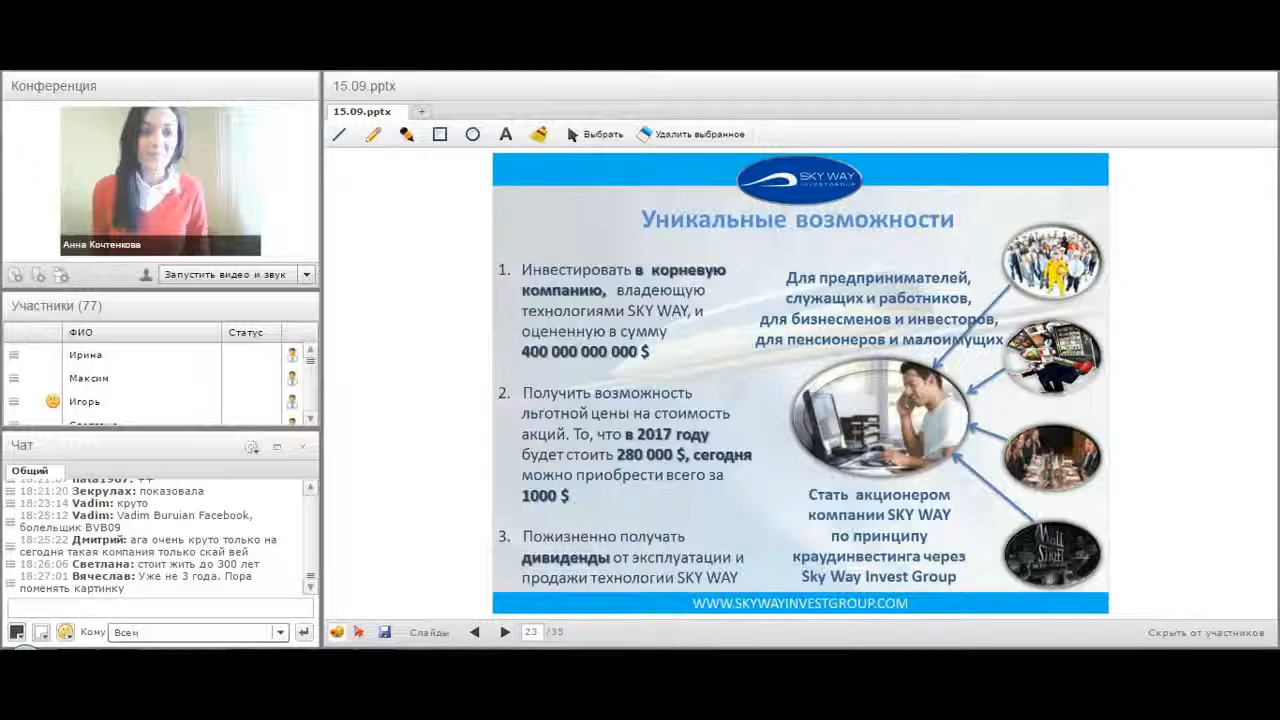 Конференция
Анна Кочтенкова
Запустить видео и звук
Участники (77)
ФИО
Статус
Ирина
Максим
Игорь
Чат
Общий
18:21:20 Зекрулах: показовала
18:23:14 Vadim: круто
18:25:12 Vadim: Vadim Buruian Facebook,
болельщик BVB09
18:25:22 Дмитрий: ага очень круто только на
сегодня такая компания только скай вей
18:26:06 Светлана: стоит жить до 300 лет
18:27:01 Вячеслав: Уже не 3 года. Пора
поменять картинку
Кому
Всем
15.09.pptx
15.09.pptx
+
A
Выбрать
Удалить выбранное
SKY WAY
INVESTGROUP
Уникальные возможности
1. Инвестировать в корневую
компанию, владеющую
технологиями SKY WAY, и
оцененную в сумму
400 000 000 000 $
2. Получить возможность
льготной цены на стоимость
акций. То, что в 2017 году
будет стоить 280 000 $, сегодня
можно приобрести всего за
1000 $
3. Пожизненно получать
дивиденды от эксплуатации и
продажи технологии SKY WAY
Для предпринимателей,
служащих и работников,
для бизнесменов и инвесторов,
для пенсионеров и малоимущих
Стать акционером
компании SKY WAY
по принципу
краудинвестинга через
Sky Way Invest Group
WALL
STREET
WWW.SKYWAYINVESTGROUP.COM
Слайды
23 /35
Скрыть от участников